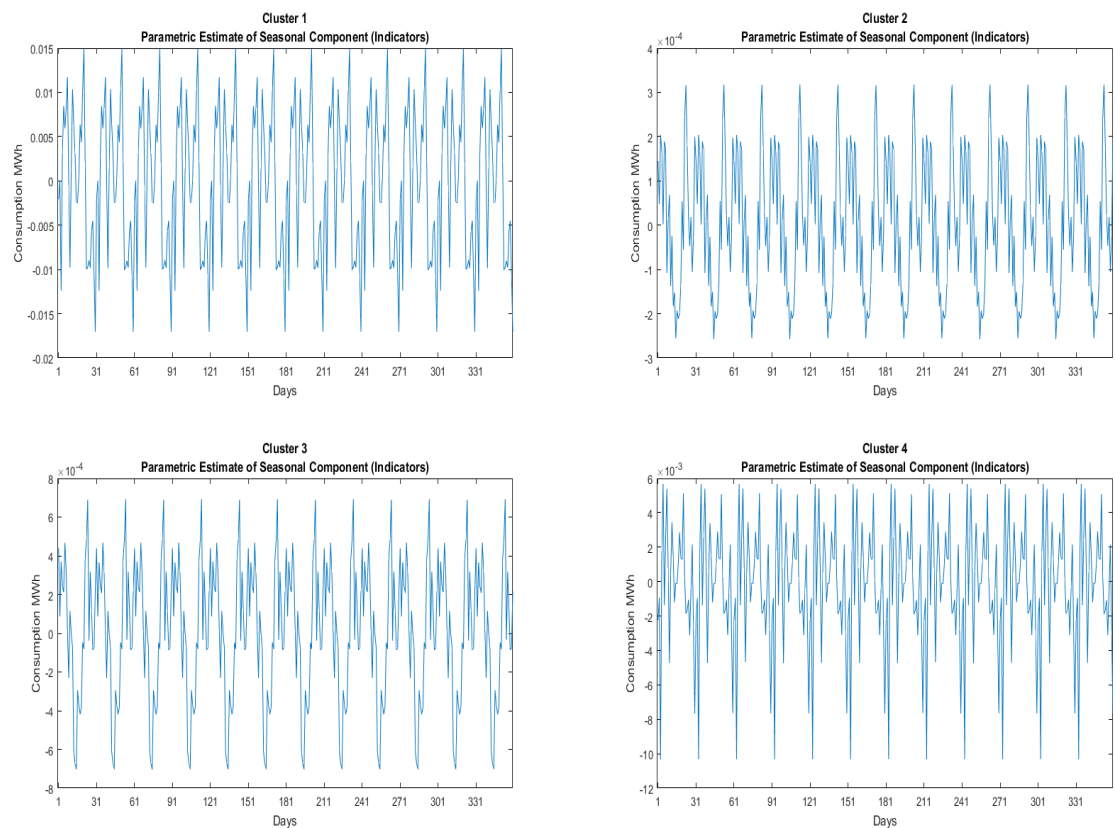 Cluster 1
Parametric Estimate of Seasonal Component (Indicators)
0.015
0.01
0.005
0
-0.005
-0.01
-0.015
-0.02
Consumption MWh
1 31 61 91 121 151 181 211 241 271 301 331
Days
Cluster 2
Parametric Estimate of Seasonal Component (Indicators)
×10⁻⁴
4
3
2
1
0
-1
-2
-3
Consumption MWh
1 31 61 91 121 151 181 211 241 271 301 331
Days
Cluster 3
Parametric Estimate of Seasonal Component (Indicators)
×10⁻⁴
8
6
4
2
0
-2
-4
-6
-8
Consumption MWh
1 31 61 91 121 151 181 211 241 271 301 331
Days
Cluster 4
Parametric Estimate of Seasonal Component (Indicators)
×10⁻³
6
4
2
0
-2
-4
-6
-8
-10
-12
Consumption MWh
1 31 61 91 121 151 181 211 241 271 301 331
Days